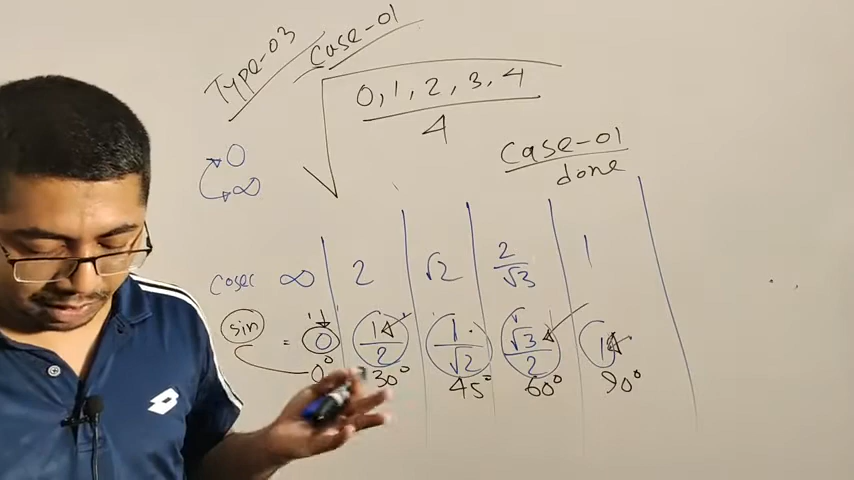 Type-03 Case-01
√
0, 1, 2, 3, 4
4
Case-01
done
0
∞
cosec ∞ 2 √2 2/√3 1
sin = 0 1/2 1/√2 √3/2 1
0° 30° 45° 60° 90°